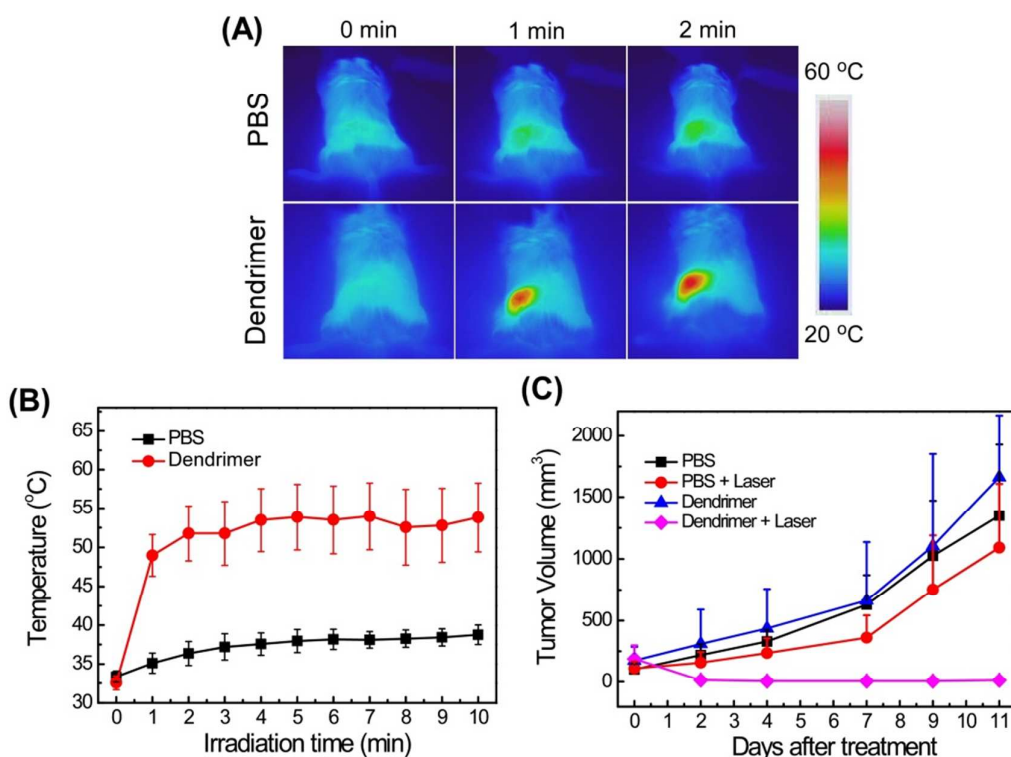 (A)
0 min 1 min 2 min
PBS
Dendrimer
60 °C
20 °C
(B)
Temperature (°C)
65
60
55
50
45
40
35
30
PBS
Dendrimer
0 1 2 3 4 5 6 7 8 9 10
Irradiation time (min)
(C)
Tumor Volume (mm³)
2000
1500
1000
500
0
PBS
PBS + Laser
Dendrimer
Dendrimer + Laser
0 1 2 3 4 5 6 7 8 9 10 11
Days after treatment